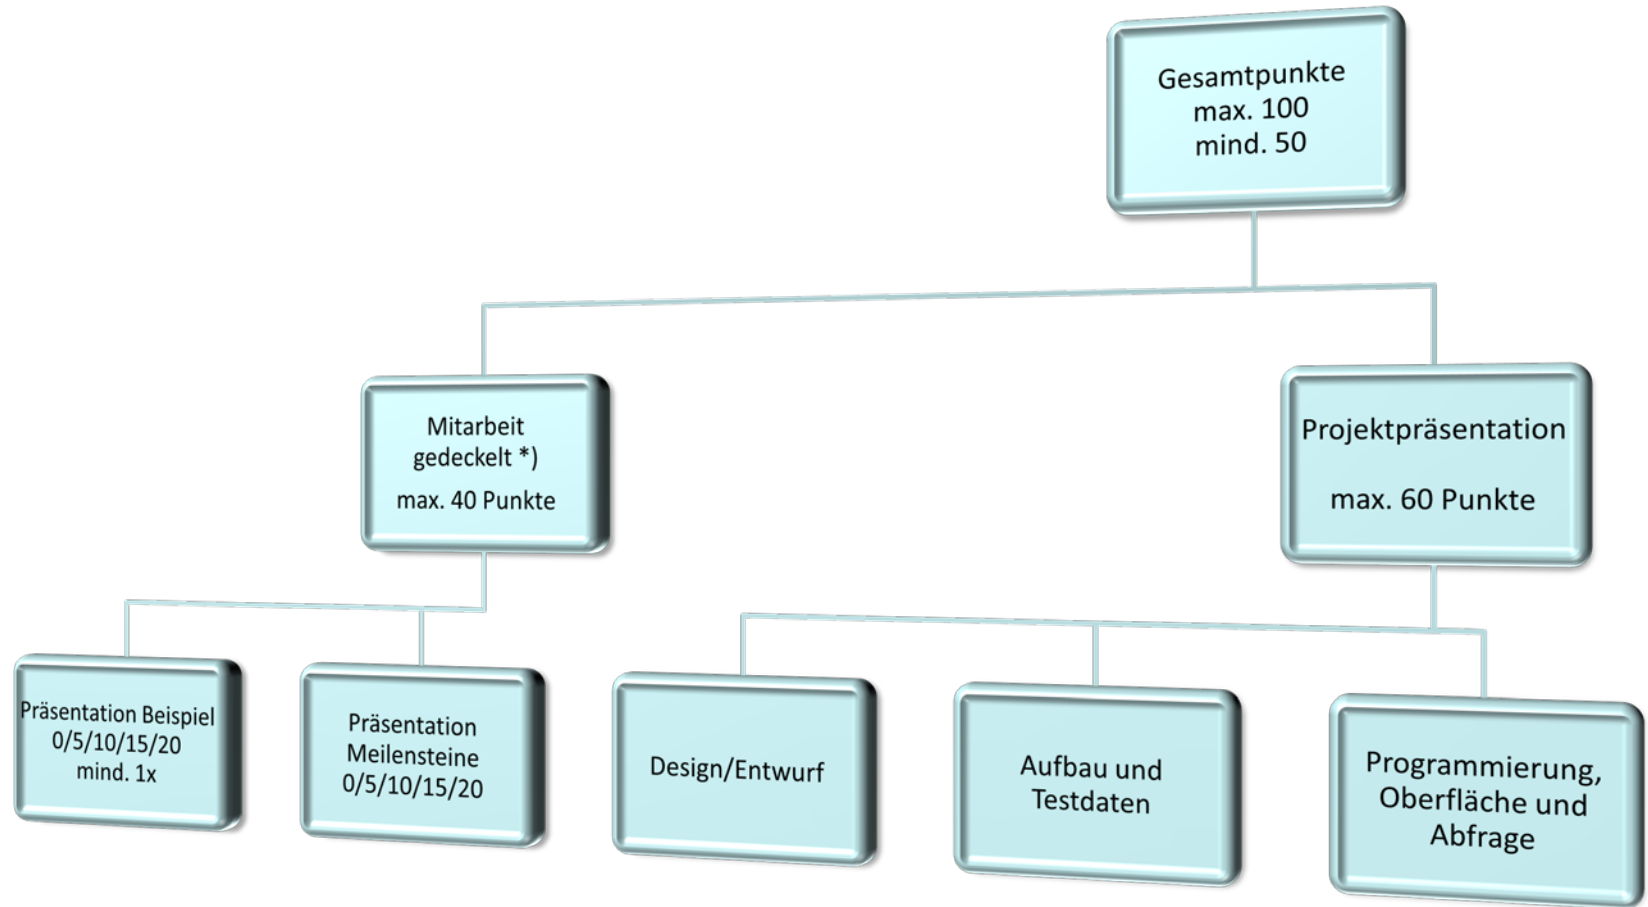 Gesamtpunkte
max. 100
mind. 50
Mitarbeit
gedeckelt *)
max. 40 Punkte
Projektpräsentation
max. 60 Punkte
Präsentation Beispiel
0/5/10/15/20
mind. 1x
Präsentation
Meilensteine
0/5/10/15/20
Design/Entwurf
Aufbau und
Testdaten
Programmierung,
Oberfläche und
Abfrage